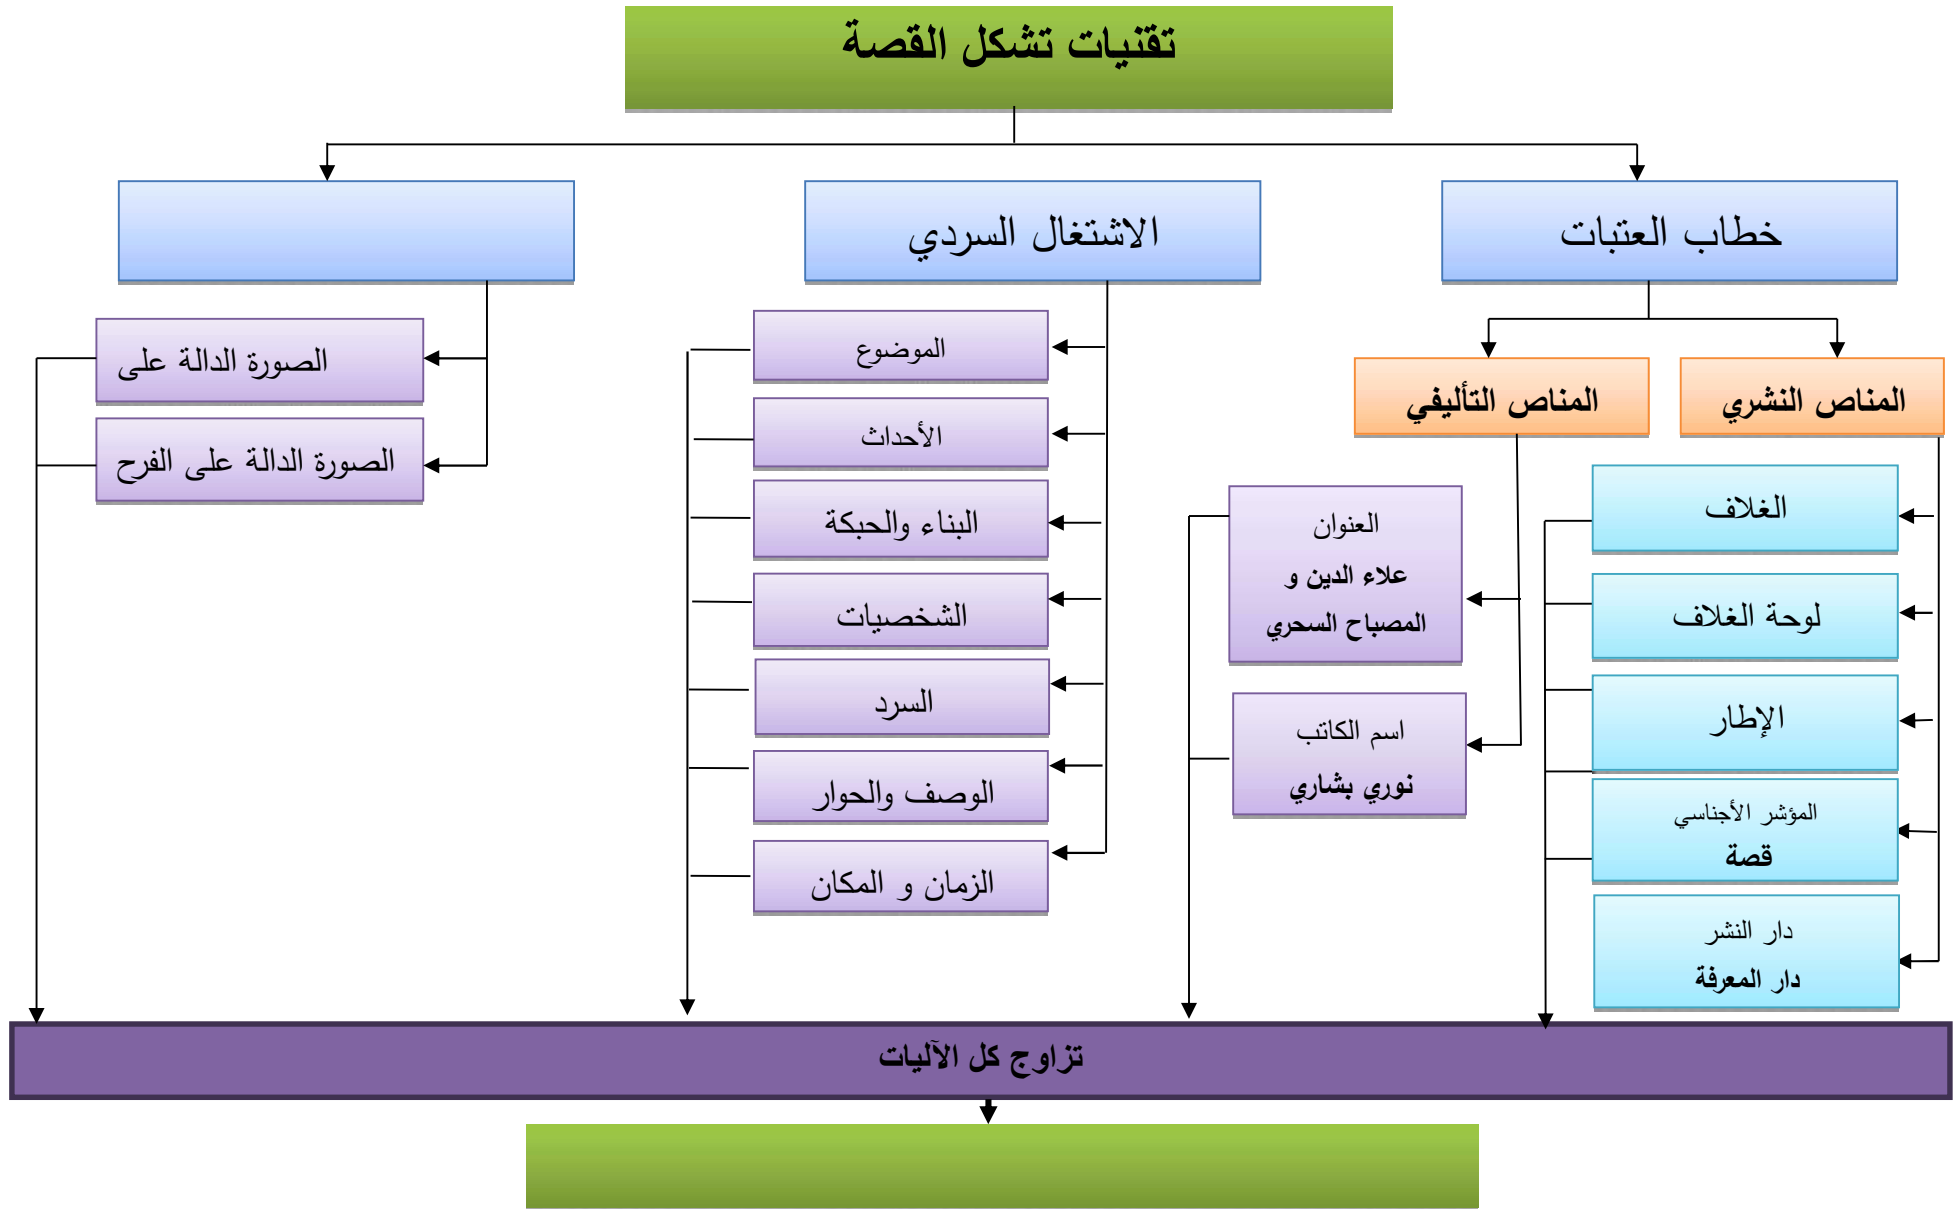 تقنيات تشكل القصة
خطاب العتبات
الاشتغال السردي
المناص النشري
المناص التأليفي
الغلاف
لوحة الغلاف
الإطار
المؤشر الأجناسي
قصة
دار النشر
دار المعرفة
العنوان
علاء الدين و
المصباح السحري
اسم الكاتب
نوري بشاري
الموضوع
الأحداث
البناء والحبكة
الشخصيات
السرد
الوصف والحوار
الزمان و المكان
الصورة الدالة على
الصورة الدالة على الفرح
تزاوج كل الآليات